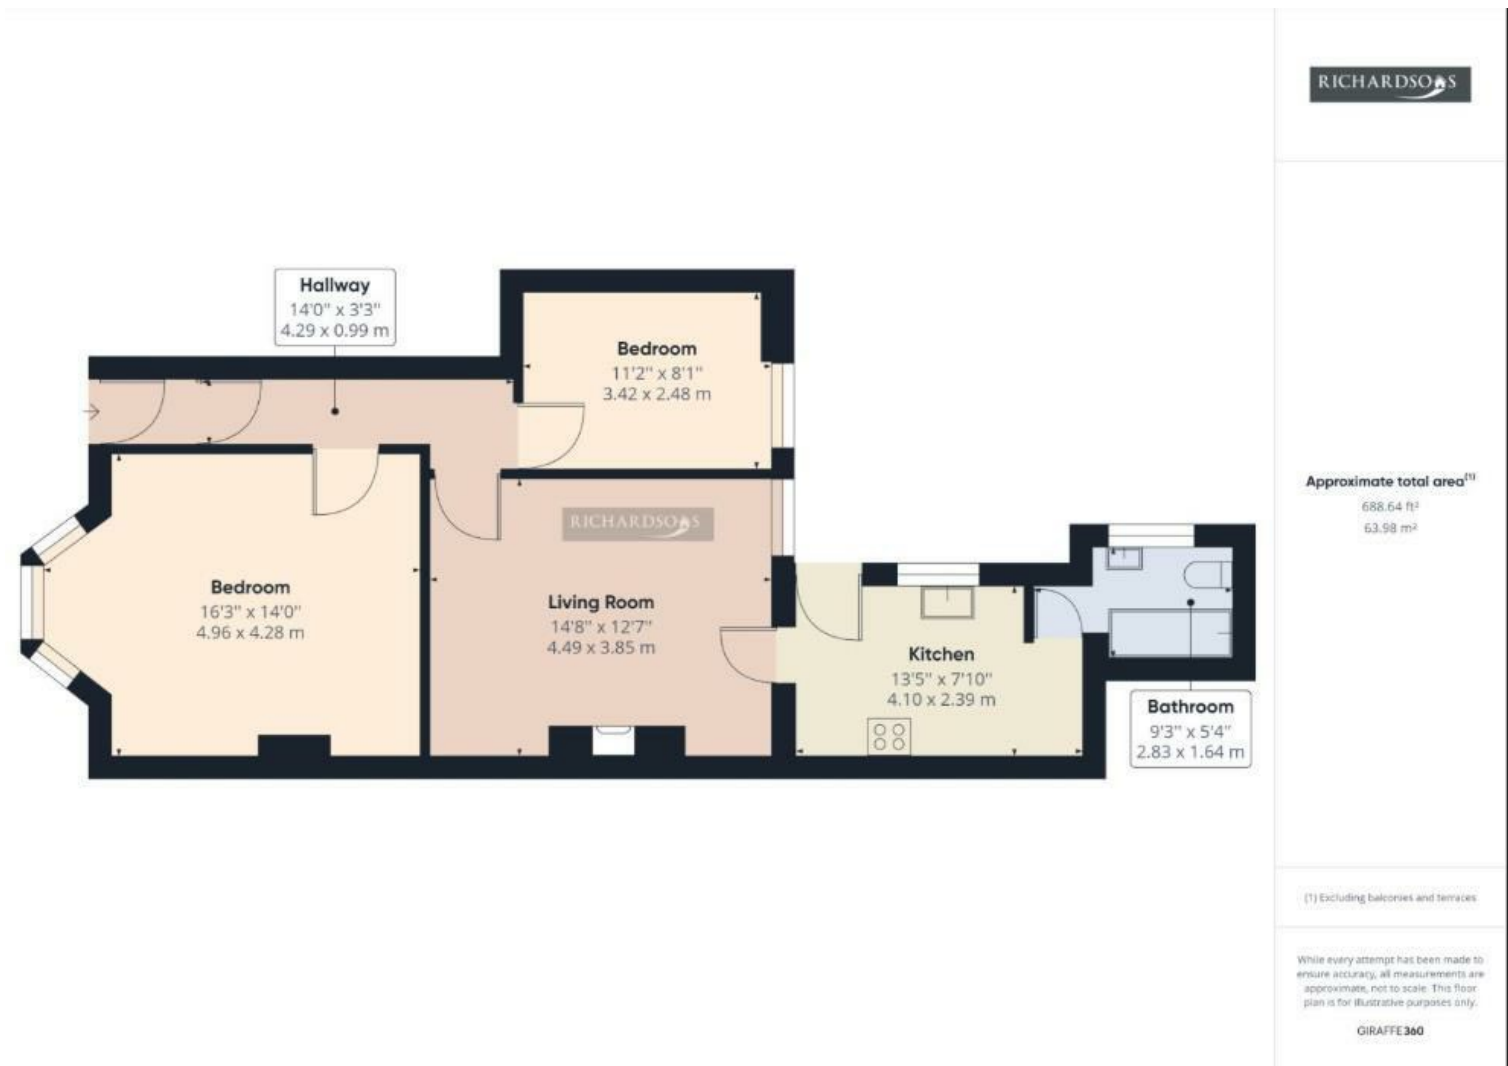 RICHARDSONS
Hallway
14'0" x 3'3"
4.29 x 0.99 m
Bedroom
11'2" x 8'1"
3.42 x 2.48 m
RICHARDSONS
Bedroom
16'3" x 14'0"
4.96 x 4.28 m
Living Room
14'8" x 12'7"
4.49 x 3.85 m
Kitchen
13'5" x 7'10"
4.10 x 2.39 m
Bathroom
9'3" x 5'4"
2.83 x 1.64 m
Approximate total area(1)
688.64 ft²
63.98 m²
(1) Excluding balconies and terraces
While every attempt has been made to
ensure accuracy, all measurements are
approximate, not to scale. This floor
plan is for illustrative purposes only.
GIRAFFE360